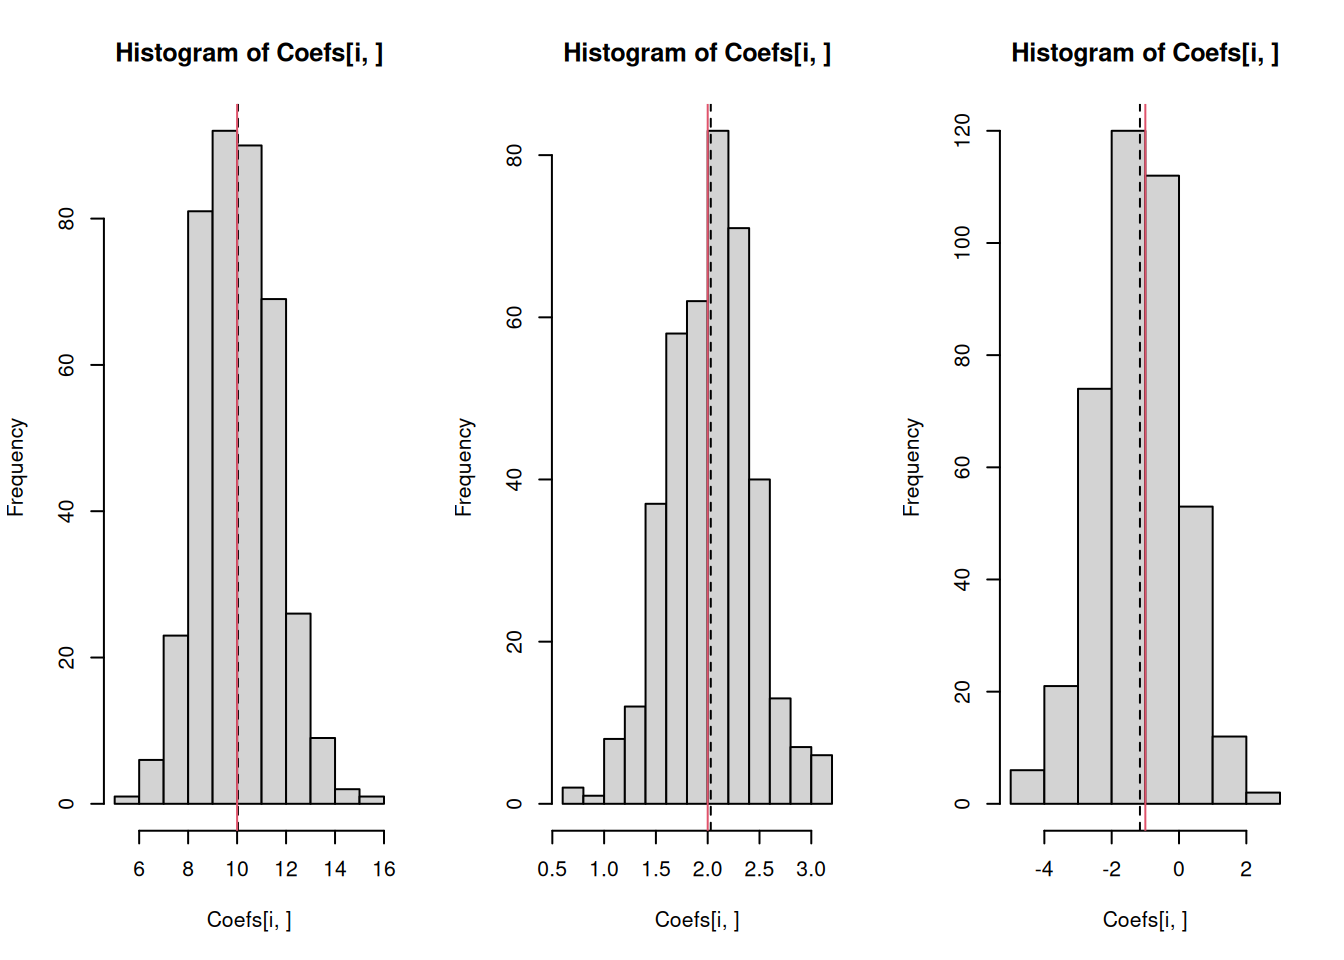 Histogram of Coefs[i, ]
Frequency
0 20 40 60 80
6 8 10 12 14 16
Coefs[i, ]
Histogram of Coefs[i, ]
Frequency
0 20 40 60 80
0.5 1.0 1.5 2.0 2.5 3.0
Coefs[i, ]
Histogram of Coefs[i, ]
Frequency
0 20 40 60 80 100 120
-4 -2 0 2
Coefs[i, ]